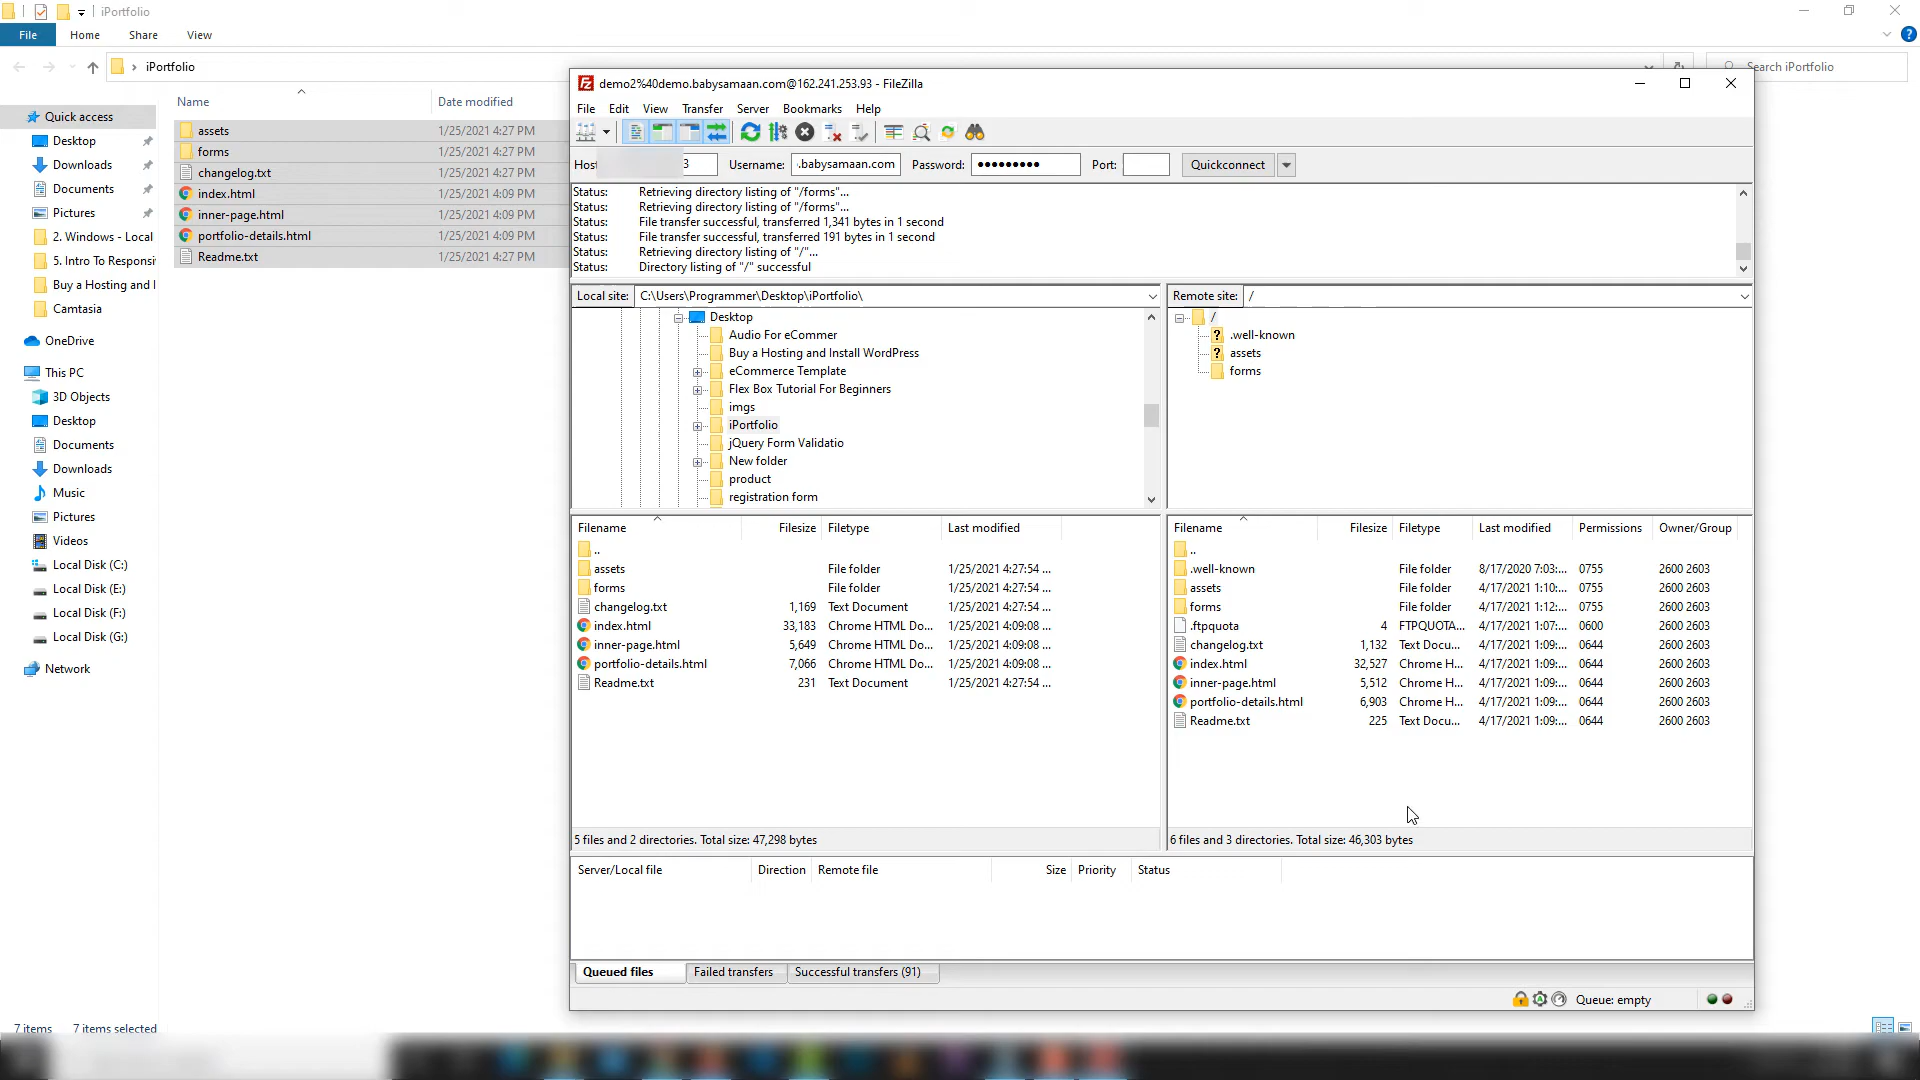 iPortfolio
File Home Share View
iPortfolio
Search iPortfolio
Name Date modified
Quick access
Desktop
Downloads
Documents
Pictures
2. Windows - Local
5. Intro To Responsi
Buy a Hosting and I
Camtasia
OneDrive
This PC
3D Objects
Desktop
Documents
Downloads
Music
Pictures
Videos
Local Disk (C:)
Local Disk (E:)
Local Disk (F:)
Local Disk (G:)
Network
assets 1/25/2021 4:27 PM
forms 1/25/2021 4:27 PM
changelog.txt 1/25/2021 4:27 PM
index.html 1/25/2021 4:09 PM
inner-page.html 1/25/2021 4:09 PM
portfolio-details.html 1/25/2021 4:09 PM
Readme.txt 1/25/2021 4:27 PM
7 items 7 items selected
demo2%40demo.babysamaan.com@162.241.253.93 - FileZilla
File Edit View Transfer Server Bookmarks Help
Host 3 Username: .babysamaan.com Password: ●●●●●●●●● Port: Quickconnect
Status: Retrieving directory listing of "/forms"...
Status: Retrieving directory listing of "/forms"...
Status: File transfer successful, transferred 1,341 bytes in 1 second
Status: File transfer successful, transferred 191 bytes in 1 second
Status: Retrieving directory listing of "/"...
Status: Directory listing of "/" successful
Local site: C:\Users\Programmer\Desktop\iPortfolio\
Desktop
Audio For eCommer
Buy a Hosting and Install WordPress
eCommerce Template
Flex Box Tutorial For Beginners
imgs
iPortfolio
jQuery Form Validatio
New folder
product
registration form
Remote site: /
/
.well-known
assets
forms
Filename Filesize Filetype Last modified
..
assets File folder 1/25/2021 4:27:54 ...
forms File folder 1/25/2021 4:27:54 ...
changelog.txt 1,169 Text Document 1/25/2021 4:27:54 ...
index.html 33,183 Chrome HTML Do... 1/25/2021 4:09:08 ...
inner-page.html 5,649 Chrome HTML Do... 1/25/2021 4:09:08 ...
portfolio-details.html 7,066 Chrome HTML Do... 1/25/2021 4:09:08 ...
Readme.txt 231 Text Document 1/25/2021 4:27:54 ...
5 files and 2 directories. Total size: 47,298 bytes
Filename Filesize Filetype Last modified Permissions Owner/Group
..
.well-known File folder 8/17/2020 7:03:... 0755 2600 2603
assets File folder 4/17/2021 1:10:... 0755 2600 2603
forms File folder 4/17/2021 1:12:... 0755 2600 2603
.ftpquota 4 FTPQUOTA... 4/17/2021 1:07:... 0600 2600 2603
changelog.txt 1,132 Text Docu... 4/17/2021 1:09:... 0644 2600 2603
index.html 32,527 Chrome H... 4/17/2021 1:09:... 0644 2600 2603
inner-page.html 5,512 Chrome H... 4/17/2021 1:09:... 0644 2600 2603
portfolio-details.html 6,903 Chrome H... 4/17/2021 1:09:... 0644 2600 2603
Readme.txt 225 Text Docu... 4/17/2021 1:09:... 0644 2600 2603
6 files and 3 directories. Total size: 46,303 bytes
Server/Local file Direction Remote file Size Priority Status
Queued files Failed transfers Successful transfers (91)
Queue: empty